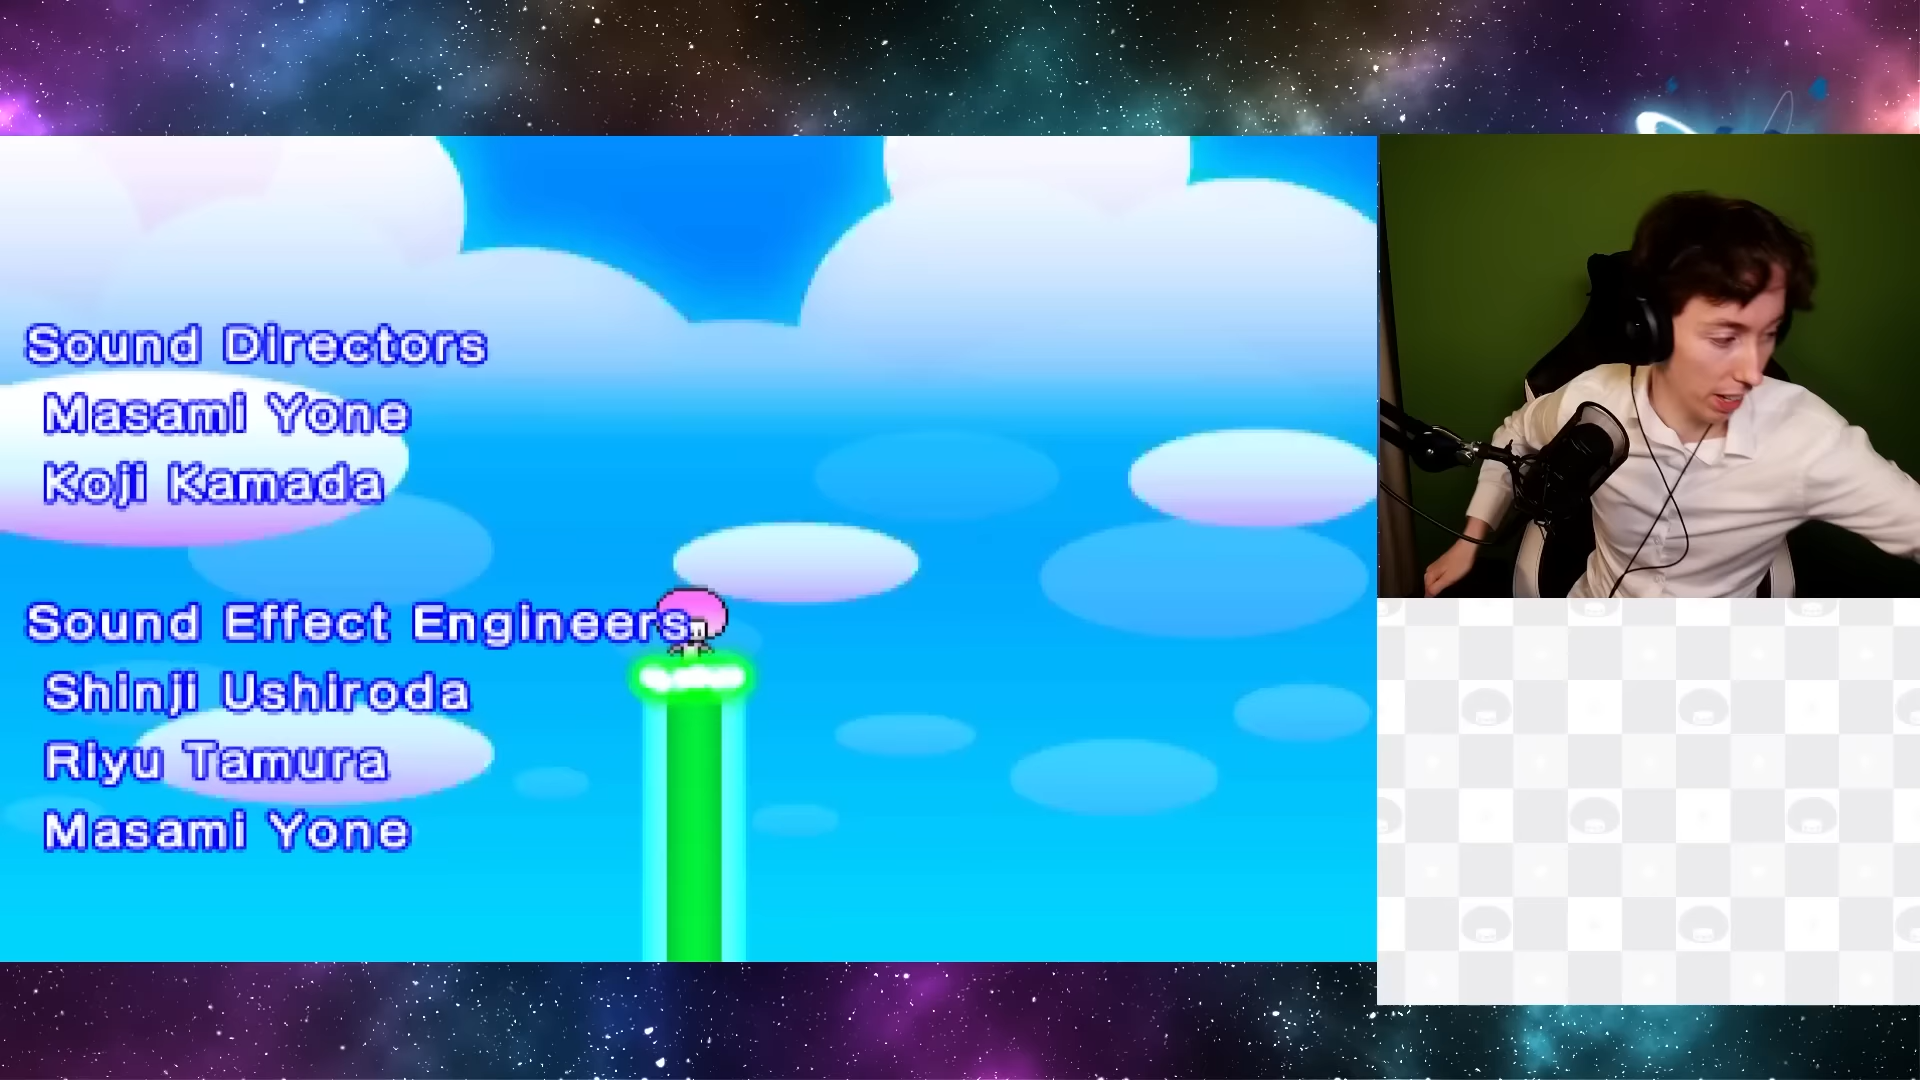 Sound Directors
Masami Yone
Koji Kamada
Sound Effect Engineers
Shinji Ushiroda
Riyu Tamura
Masami Yone